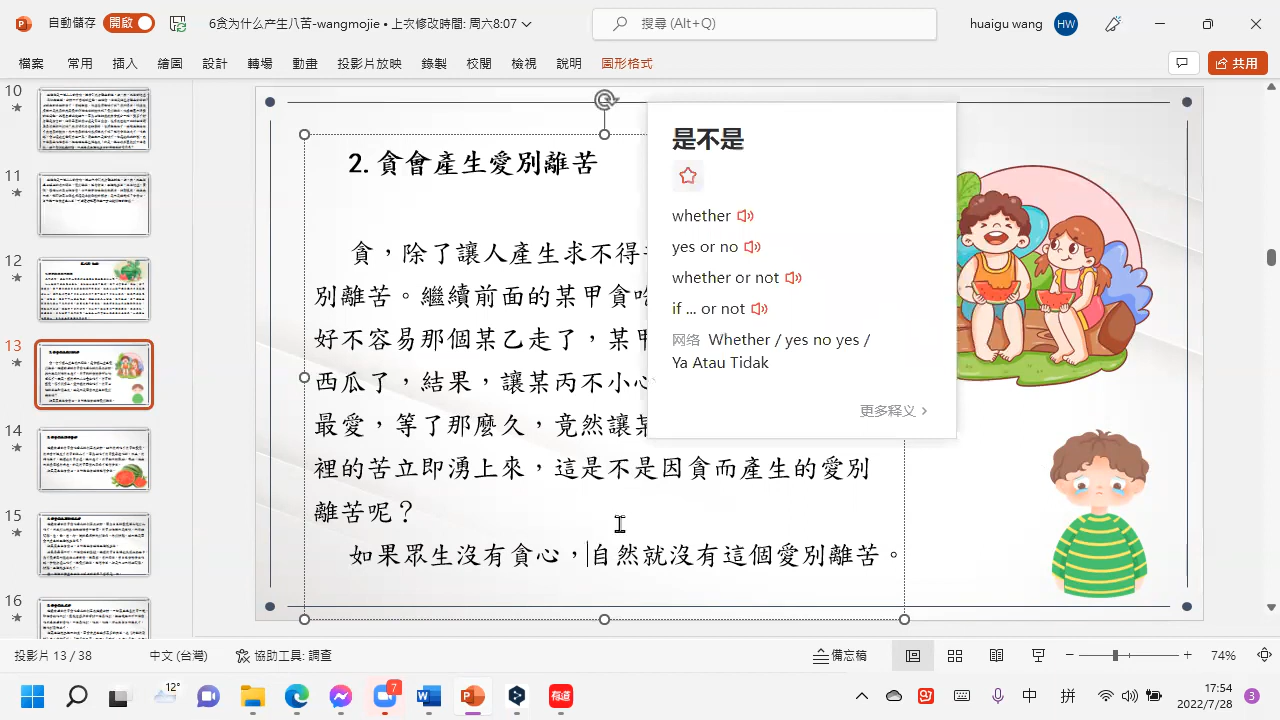 自動儲存 開啟 6贪为什么产生八苦-wangmojie • 上次修改時間: 周六8:07 搜尋 (Alt+Q) huaigu wang HW
檔案 常用 插入 繪圖 設計 轉場 動畫 投影片放映 錄製 校閱 檢視 說明 圖形格式 共用
10
11
12
13
14
15
16
2. 貪會產生愛別離苦
貪，除了讓人產生求不得
別離苦。繼續前面的某甲貪
好不容易那個某乙走了，某
西瓜了，結果，讓某丙不小心
最愛，等了那麼久，竟然讓
裡的苦立即湧上來，這是不是因貪而產生的愛別
離苦呢？
如果眾生沒有貪心，自然就沒有這個愛別離苦。
是不是
whether
yes or no
whether or not
if ... or not
网络 Whether / yes no yes /
Ya Atau Tidak
更多释义
投影片 13 / 38 中文 (台灣) 協助工具: 調查 備忘稿 74%
12° 7 有道 中 拼 17:54
2022/7/28 3